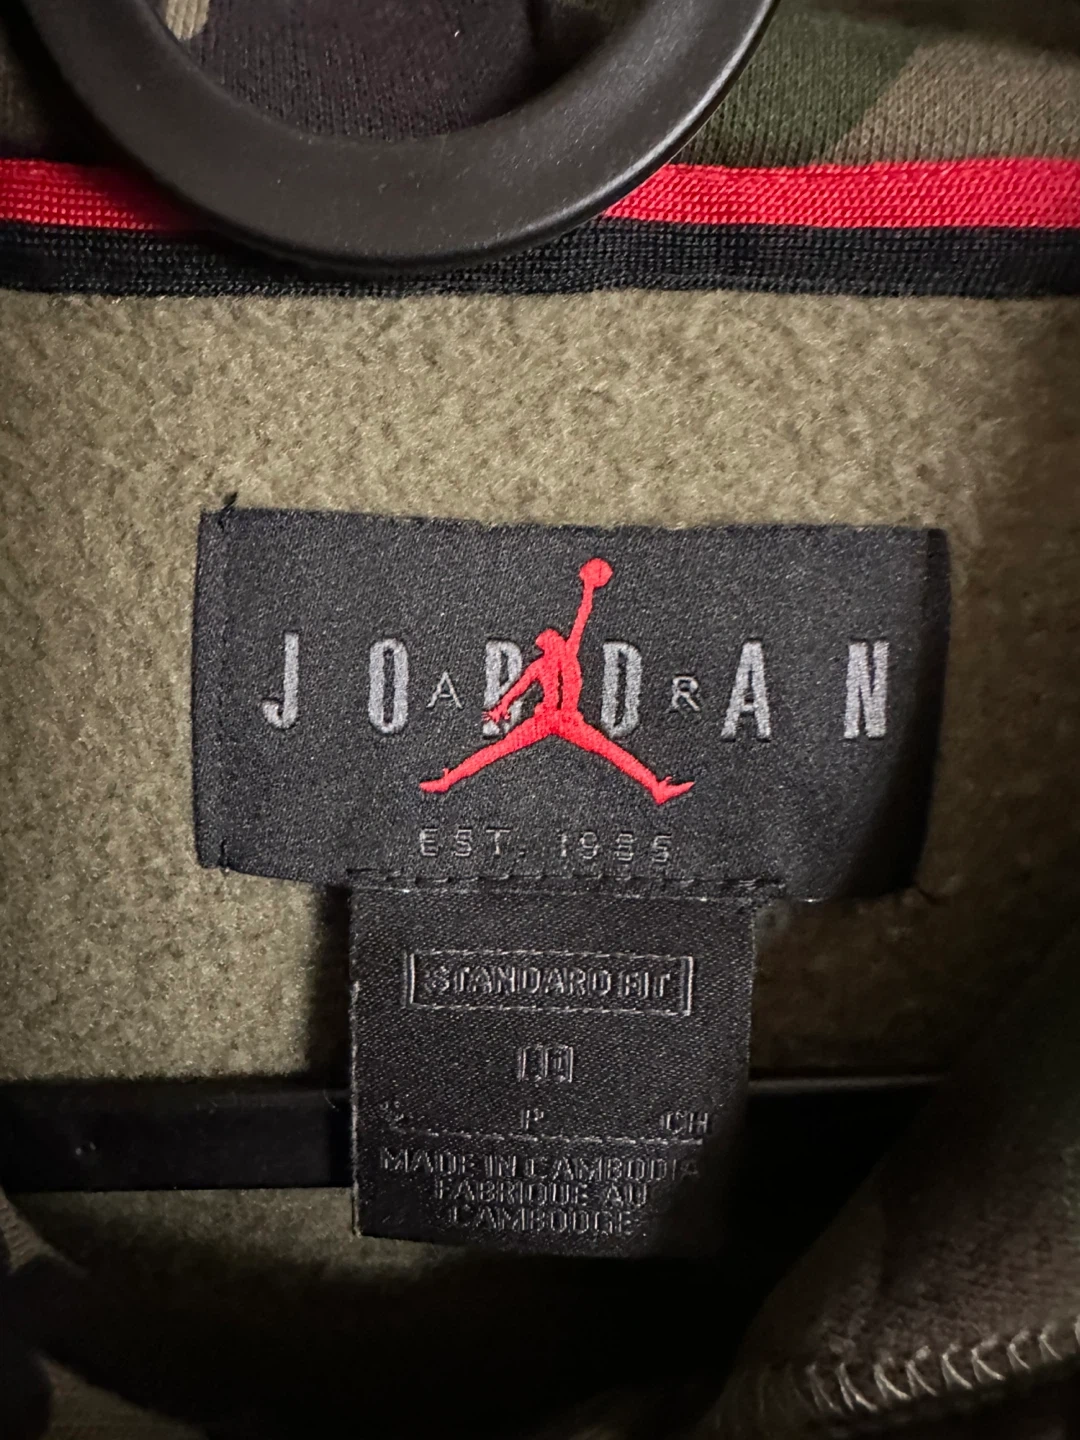 JORDAN
AIR
EST. 1985
STANDARD FIT
P CH
MADE IN CAMBODIA
FABRIQUE AU
CAMBODGE